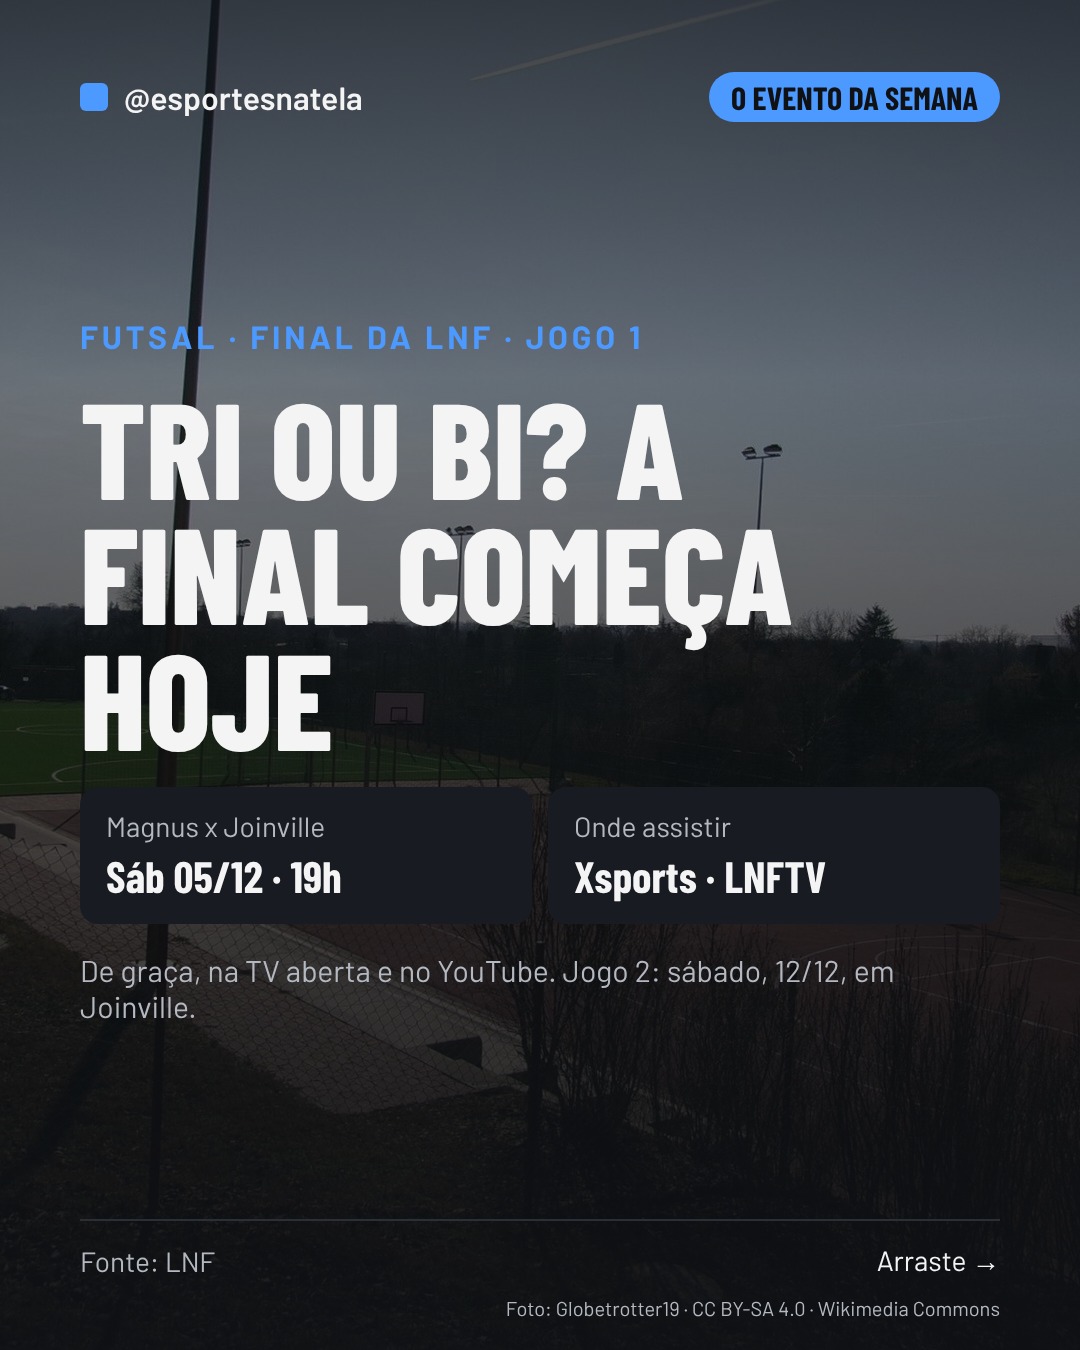 @esportesnatela
O EVENTO DA SEMANA
FUTSAL · FINAL DA LNF · JOGO 1
TRI OU BI? A
FINAL COMEÇA
HOJE
Magnus x Joinville
Sáb 05/12 · 19h
Onde assistir
Xsports · LNFTV
De graça, na TV aberta e no YouTube. Jogo 2: sábado, 12/12, em
Joinville.
Fonte: LNF
Arraste →
Foto: Globetrotter19 · CC BY-SA 4.0 · Wikimedia Commons